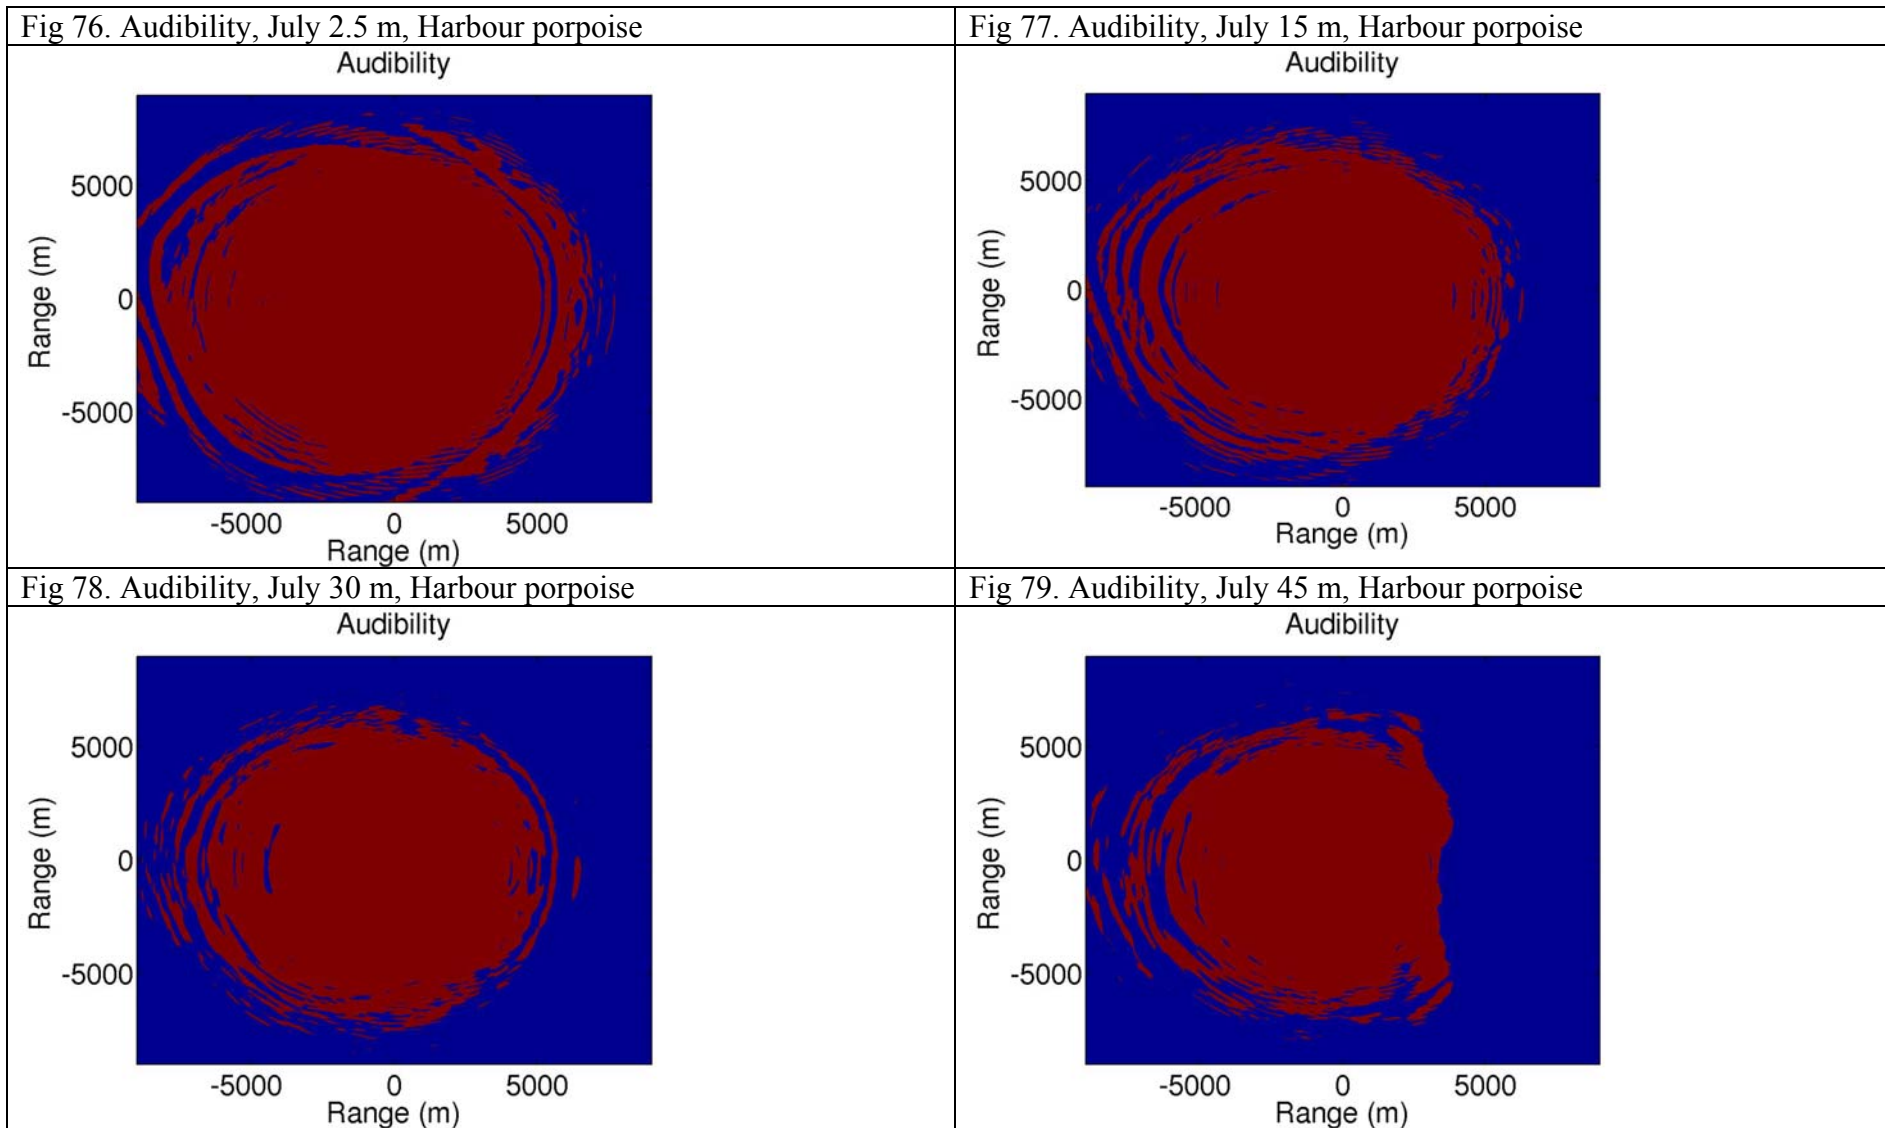 Fig 76. Audibility, July 2.5 m, Harbour porpoise
Audibility
Range (m)
5000
0
-5000
-5000 0 5000
Range (m)
Fig 77. Audibility, July 15 m, Harbour porpoise
Audibility
Range (m)
5000
0
-5000
-5000 0 5000
Range (m)
Fig 78. Audibility, July 30 m, Harbour porpoise
Audibility
Range (m)
5000
0
-5000
-5000 0 5000
Range (m)
Fig 79. Audibility, July 45 m, Harbour porpoise
Audibility
Range (m)
5000
0
-5000
-5000 0 5000
Range (m)